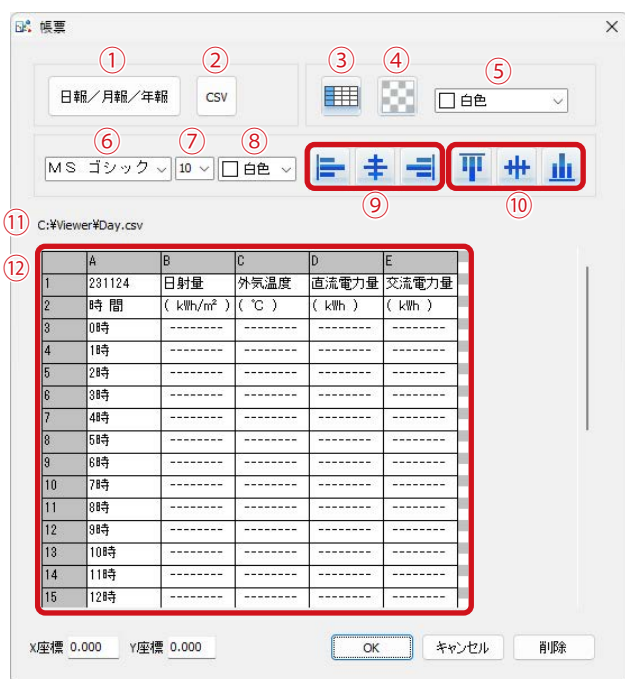 帳票
① ② ③ ④ ⑤
日報／月報／年報 CSV 白色
⑥ ⑦ ⑧
ＭＳ ゴシック 10 白色
⑨ ⑩
⑪ C:¥Viewer¥Day.csv
⑫
A B C D E
1 231124 日射量 外気温度 直流電力量 交流電力量
2 時 間 ( kWh/m² ) ( ℃ ) ( kWh ) ( kWh )
3 0時 -------- -------- -------- --------
4 1時 -------- -------- -------- --------
5 2時 -------- -------- -------- --------
6 3時 -------- -------- -------- --------
7 4時 -------- -------- -------- --------
8 5時 -------- -------- -------- --------
9 6時 -------- -------- -------- --------
10 7時 -------- -------- -------- --------
11 8時 -------- -------- -------- --------
12 9時 -------- -------- -------- --------
13 10時 -------- -------- -------- --------
14 11時 -------- -------- -------- --------
15 12時 -------- -------- -------- --------
X座標 0.000 Y座標 0.000 OK キャンセル 削除